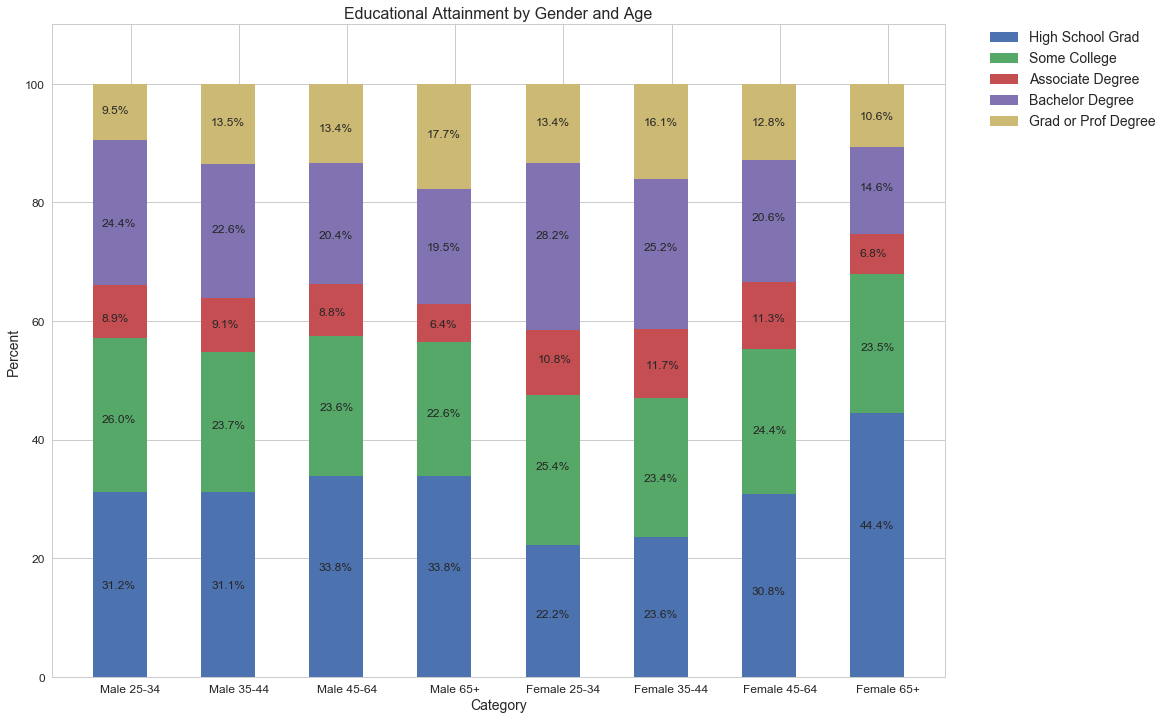 Educational Attainment by Gender and Age
High School Grad
Some College
Associate Degree
Bachelor Degree
Grad or Prof Degree
Percent
100
80
60
40
20
0
9.5%
24.4%
8.9%
26.0%
31.2%
13.5%
22.6%
9.1%
23.7%
31.1%
13.4%
20.4%
8.8%
23.6%
33.8%
17.7%
19.5%
6.4%
22.6%
33.8%
13.4%
28.2%
10.8%
25.4%
22.2%
16.1%
25.2%
11.7%
23.4%
23.6%
12.8%
20.6%
11.3%
24.4%
30.8%
10.6%
14.6%
6.8%
23.5%
44.4%
Male 25-34
Male 35-44
Male 45-64
Male 65+
Female 25-34
Female 35-44
Female 45-64
Female 65+
Category